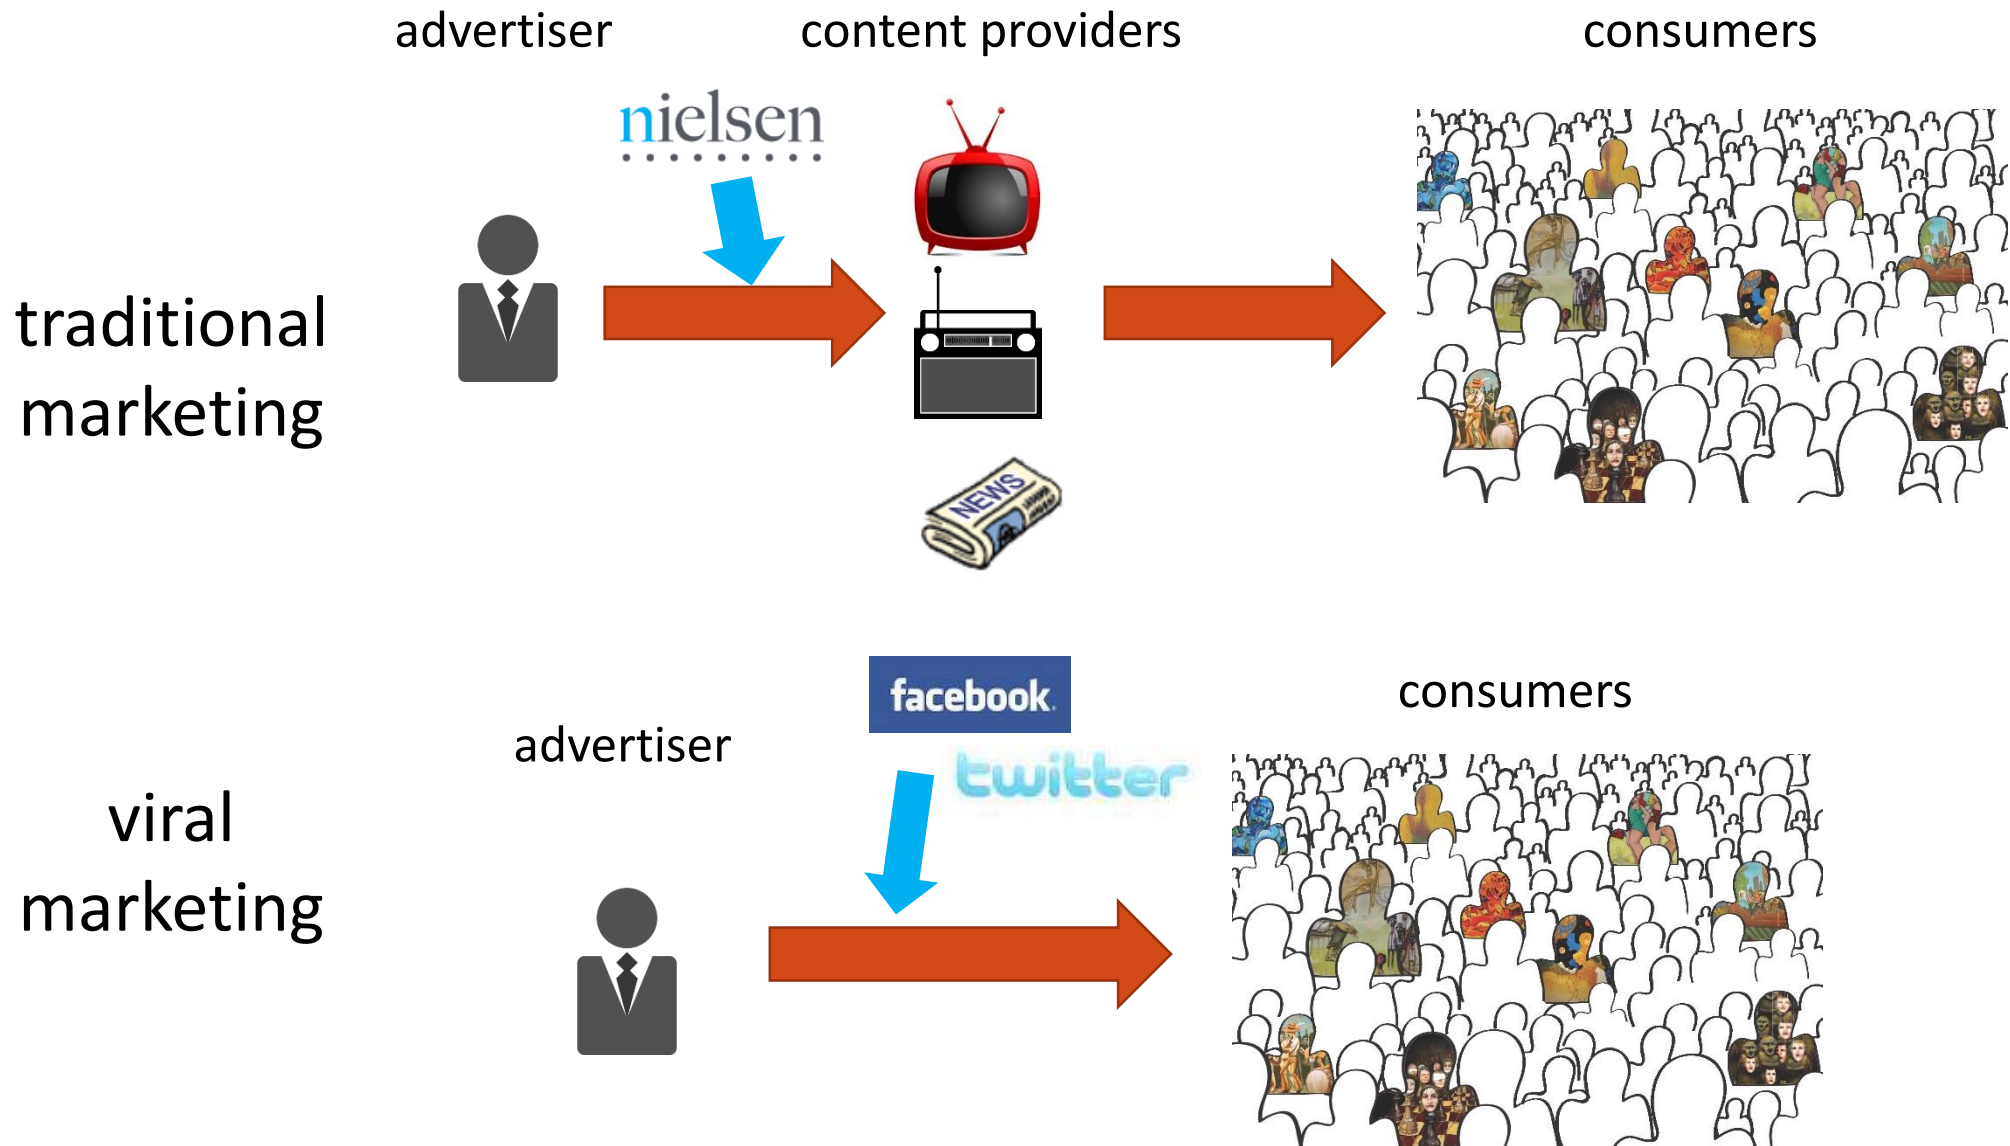 advertiser
content providers
consumers
nielsen
traditional
marketing
NEWS
facebook.
consumers
advertiser
twitter
viral
marketing